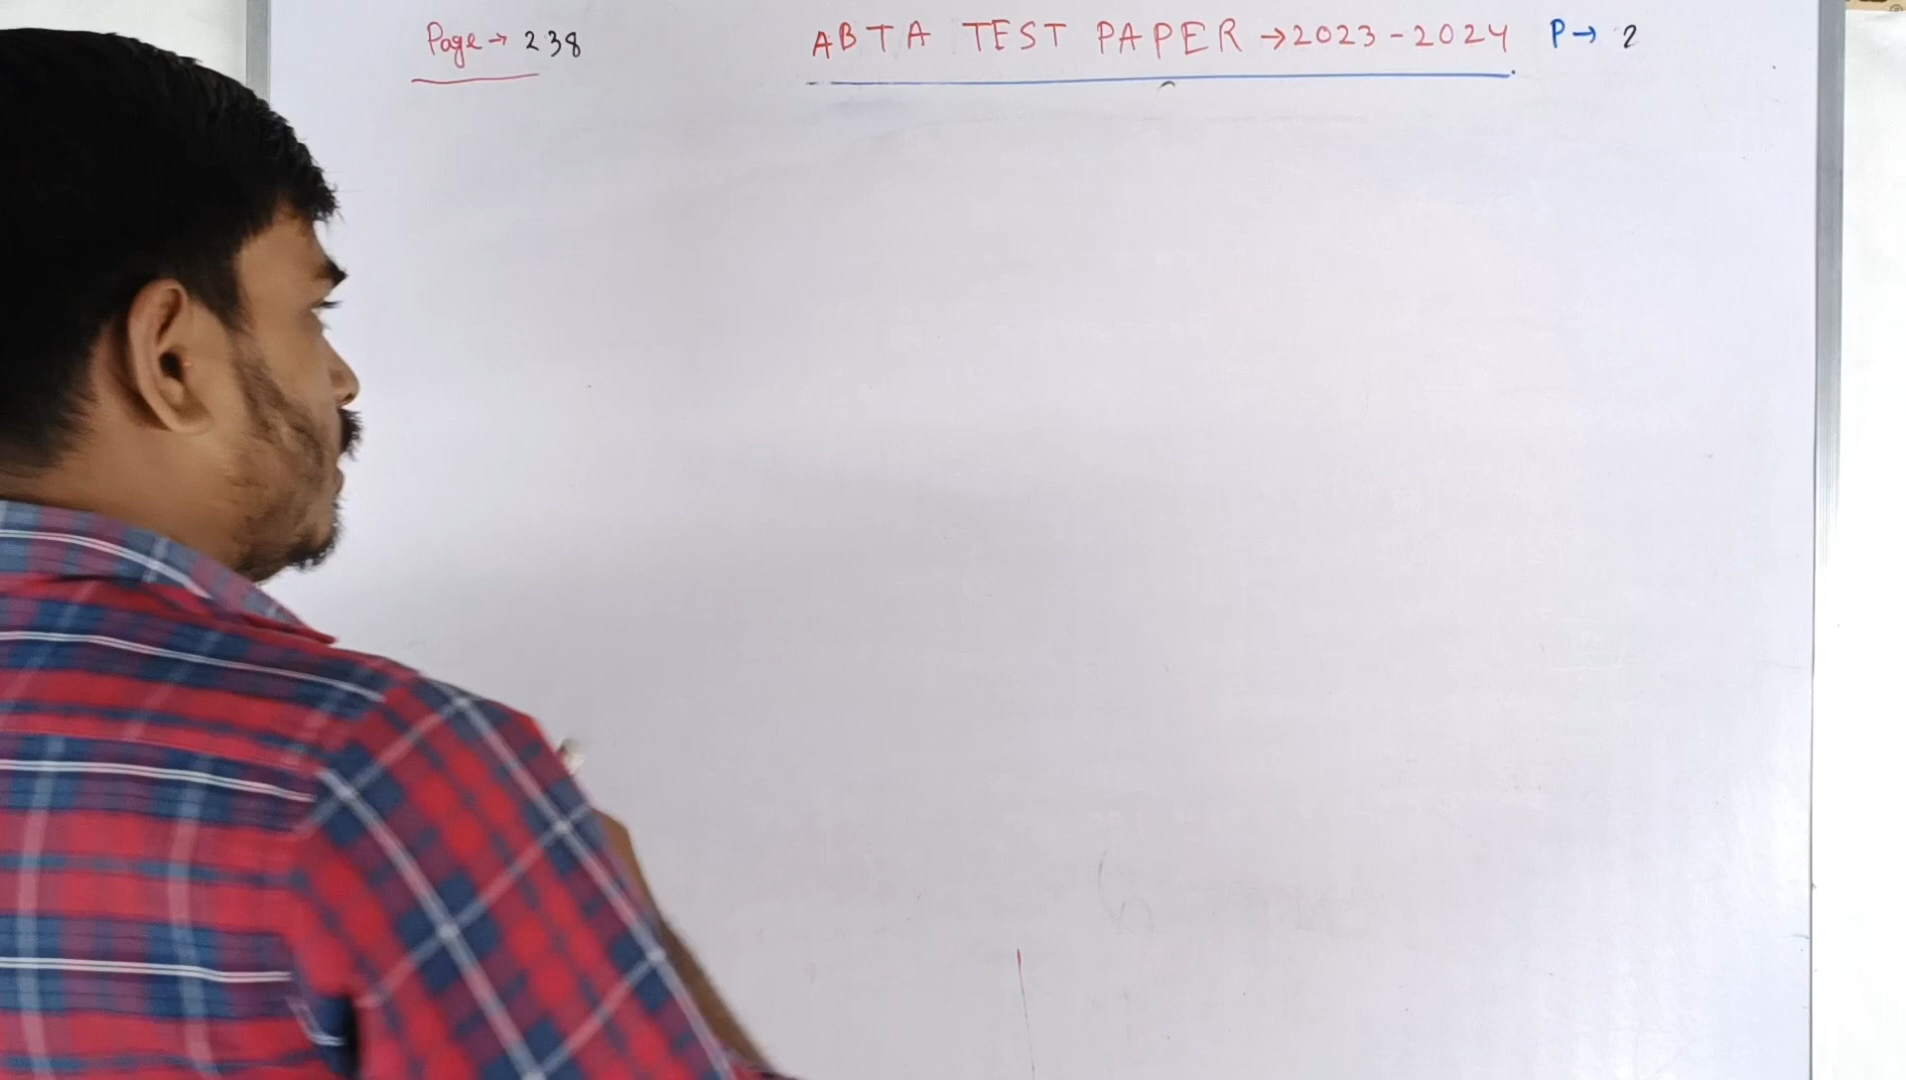 Page → 238 ABTA TEST PAPER → 2023-2024 P → 2